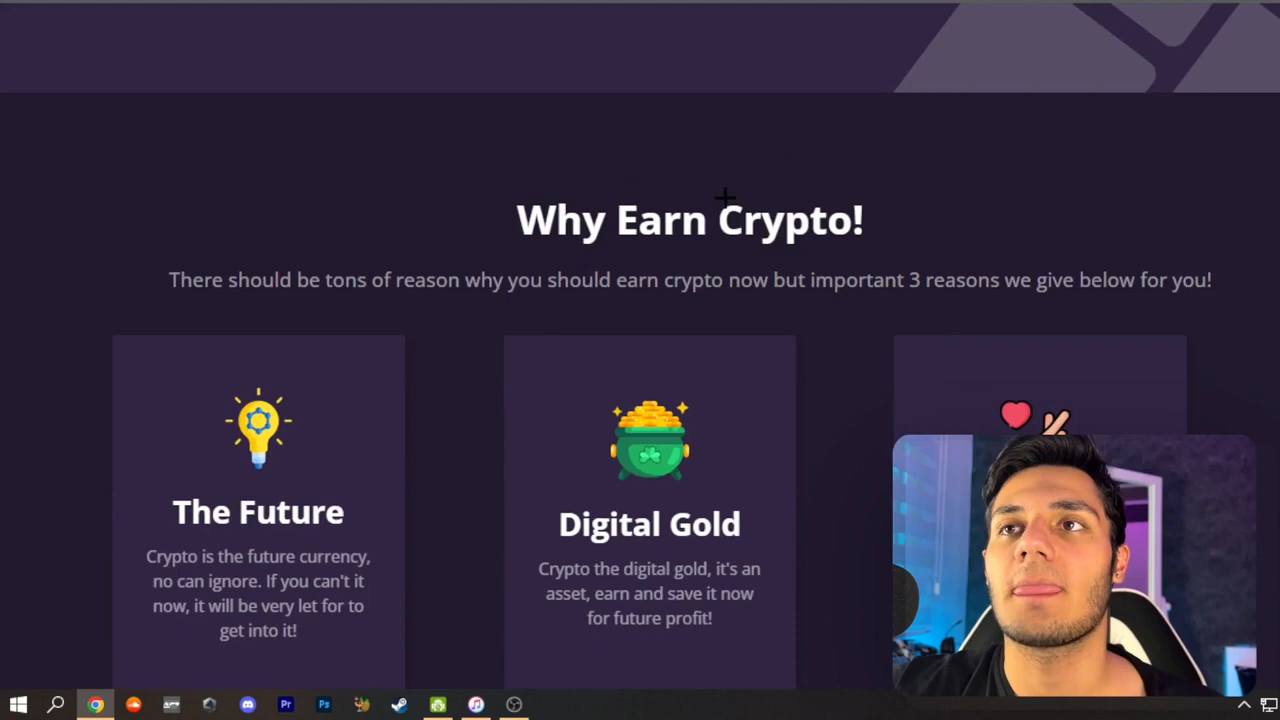 Why Earn Crypto!
There should be tons of reason why you should earn crypto now but important 3 reasons we give below for you!
The Future
Crypto is the future currency,
no can ignore. If you can't it
now, it will be very let for to
get into it!
Digital Gold
Crypto the digital gold, it's an
asset, earn and save it now
for future profit!
Pr
Ps